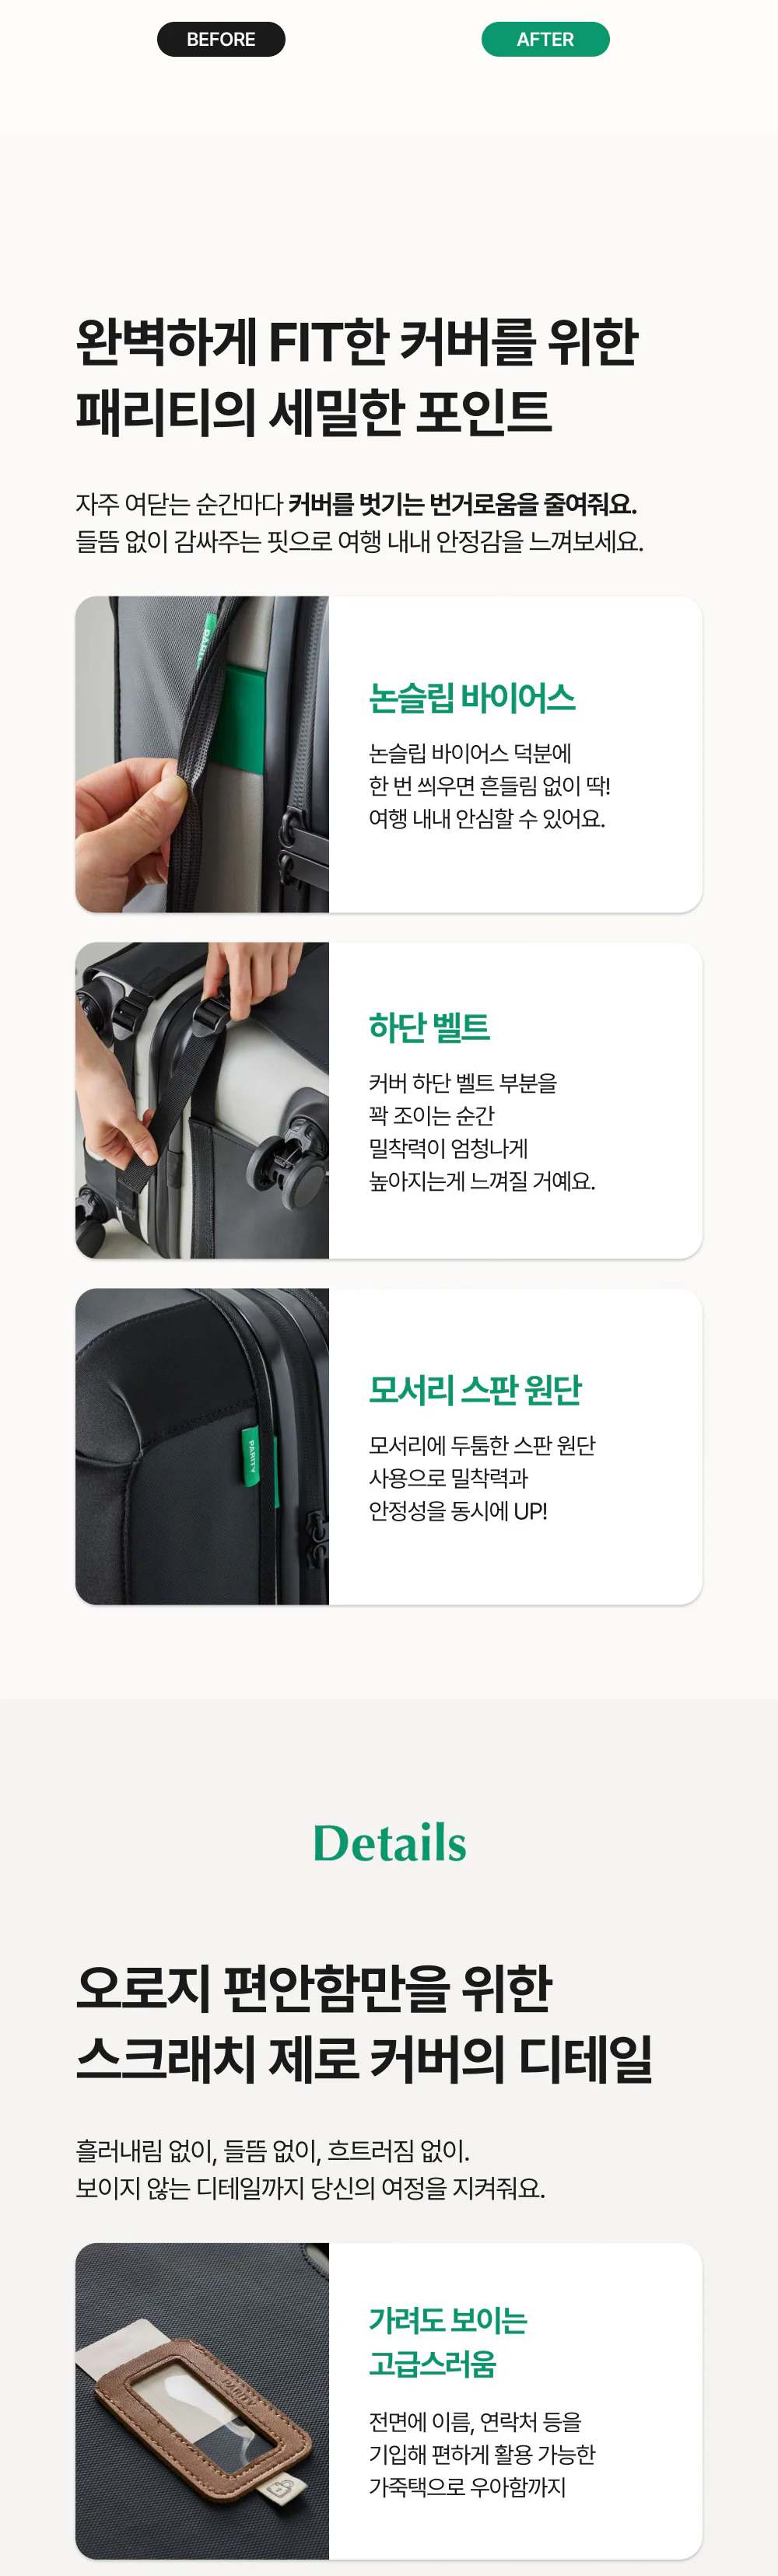 BEFORE
AFTER
완벽하게 FIT한 커버를 위한
패리티의 세밀한 포인트
자주 여닫는 순간마다 커버를 벗기는 번거로움을 줄여줘요.
들뜸 없이 감싸주는 핏으로 여행 내내 안정감을 느껴보세요.
논슬립 바이어스
논슬립 바이어스 덕분에
한 번 씌우면 흔들림 없이 딱!
여행 내내 안심할 수 있어요.
하단 벨트
커버 하단 벨트 부분을
꽉 조이는 순간
밀착력이 엄청나게
높아지는게 느껴질 거예요.
PARITY
모서리 스판 원단
모서리에 두툼한 스판 원단
사용으로 밀착력과
안정성을 동시에 UP!
Details
오로지 편안함만을 위한
스크래치 제로 커버의 디테일
흘러내림 없이, 들뜸 없이, 흐트러짐 없이.
보이지 않는 디테일까지 당신의 여정을 지켜줘요.
PARITY
가려도 보이는
고급스러움
전면에 이름, 연락처 등을
기입해 편하게 활용 가능한
가죽택으로 우아함까지